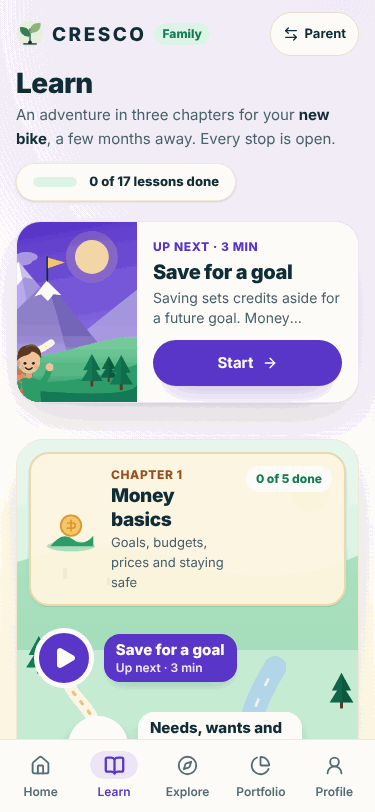 CRESCO Family
Parent
Learn
An adventure in three chapters for your new
bike, a few months away. Every stop is open.
0 of 17 lessons done
UP NEXT · 3 MIN
Save for a goal
Saving sets credits aside for
a future goal. Money...
Start →
CHAPTER 1
0 of 5 done
Money
basics
Goals, budgets,
prices and staying
safe
Save for a goal
Up next · 3 min
Needs, wants and
Home Learn Explore Portfolio Profile